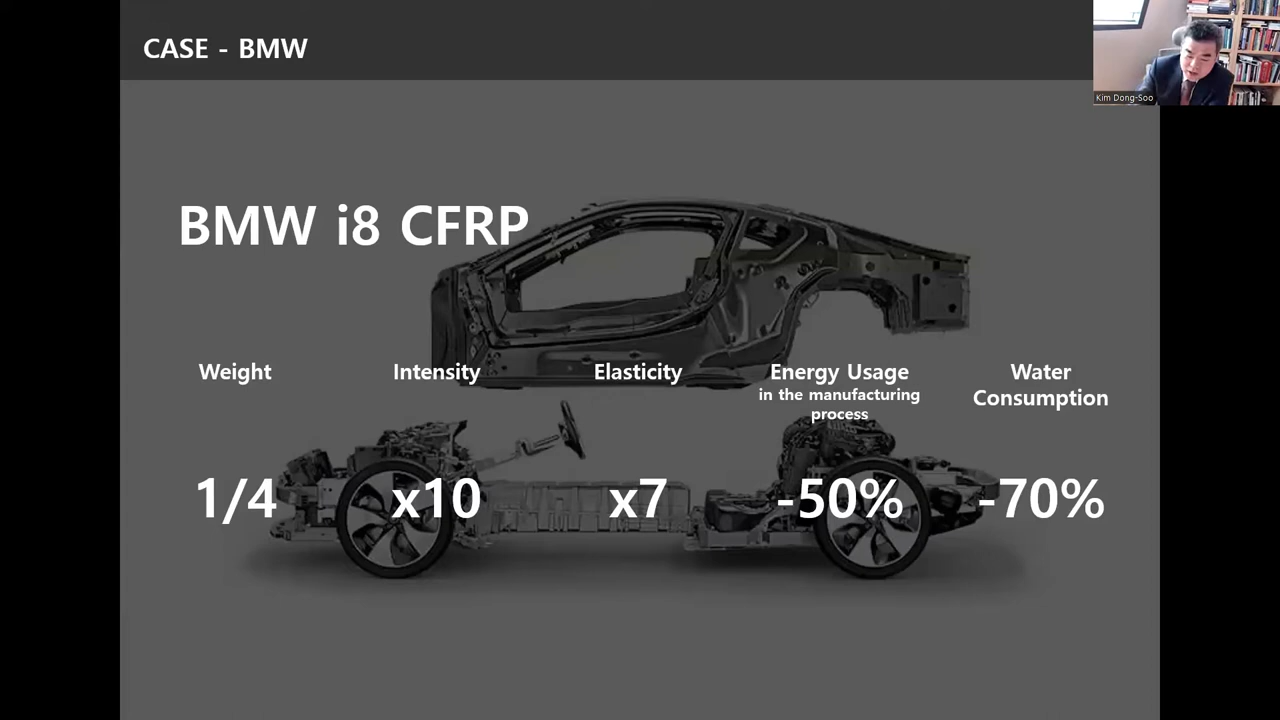 CASE - BMW
Kim Dong-Soo
BMW i8 CFRP
Weight
Intensity
Elasticity
Energy Usage
in the manufacturing
process
Water
Consumption
1/4
x10
x7
-50%
-70%